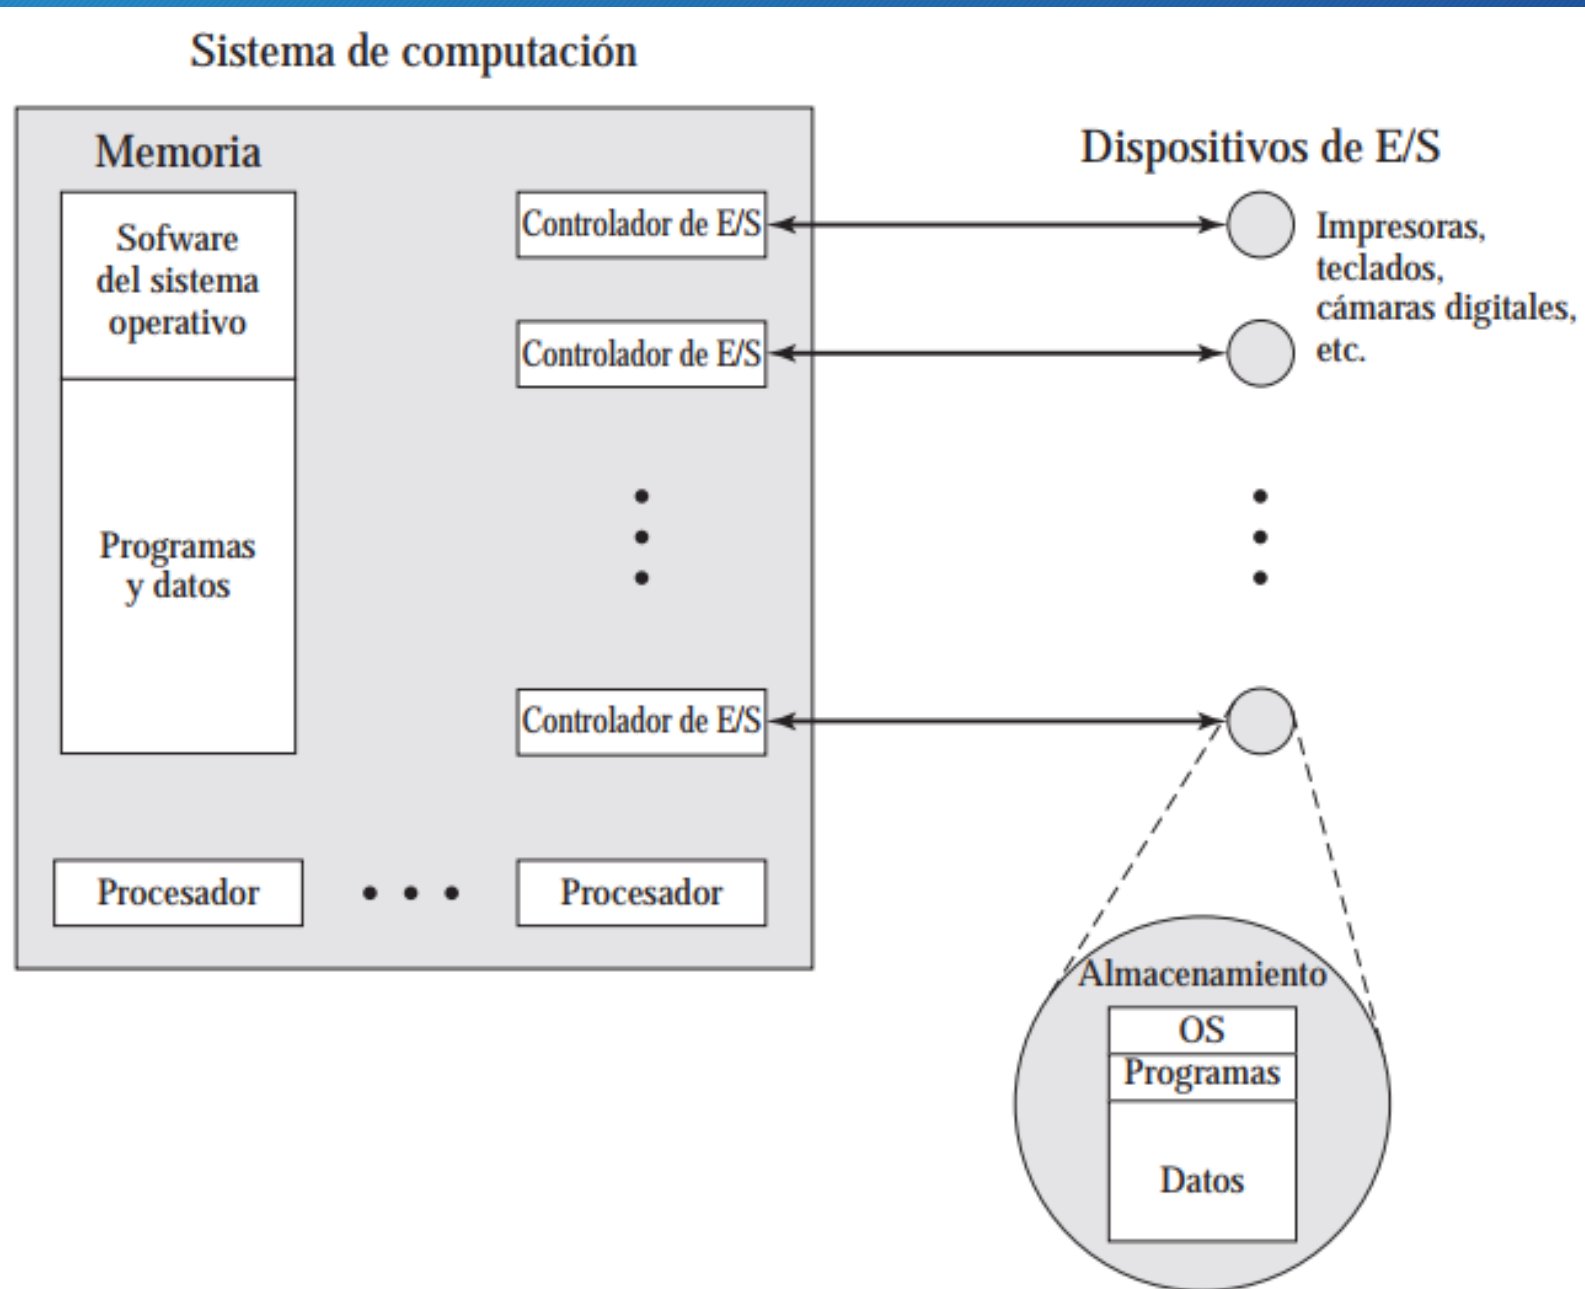 Sistema de computación
Memoria
Sofware
del sistema
operativo
Programas
y datos
Controlador de E/S
Controlador de E/S
Controlador de E/S
Procesador
Procesador
Dispositivos de E/S
Impresoras,
teclados,
cámaras digitales,
etc.
Almacenamiento
OS
Programas
Datos